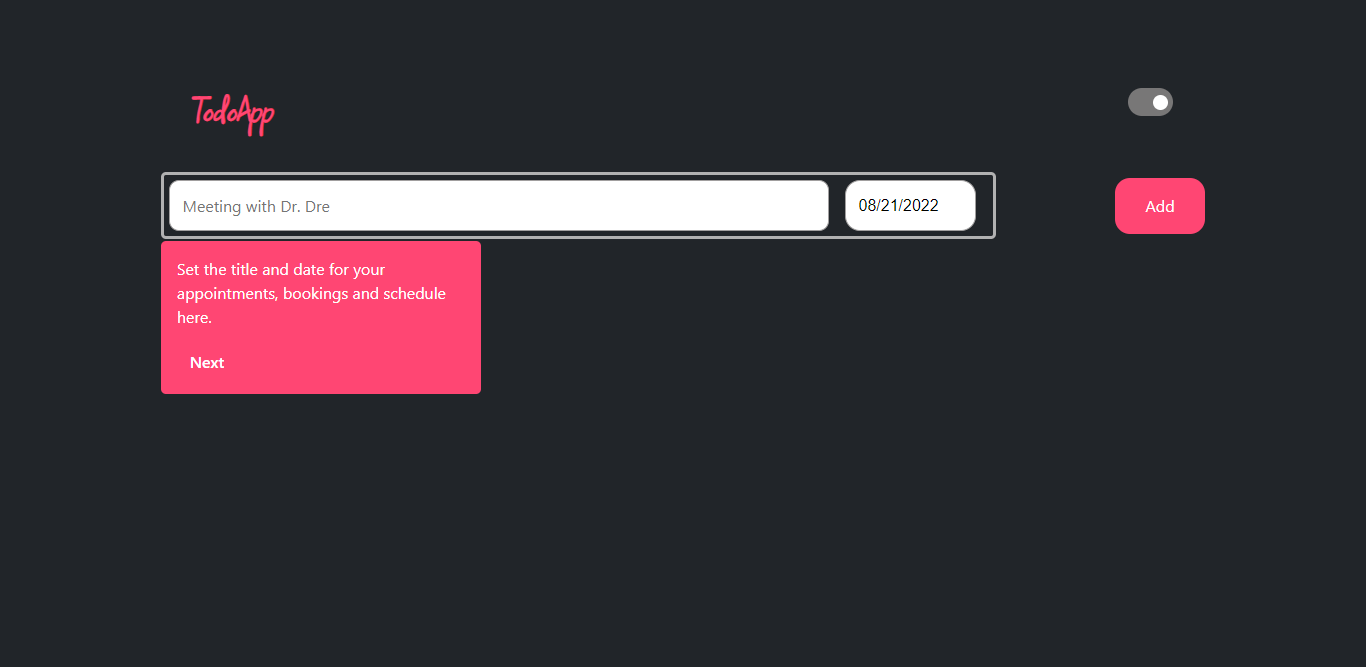 TodoApp
Meeting with Dr. Dre
08/21/2022
Add
Set the title and date for your
appointments, bookings and schedule
here.
Next